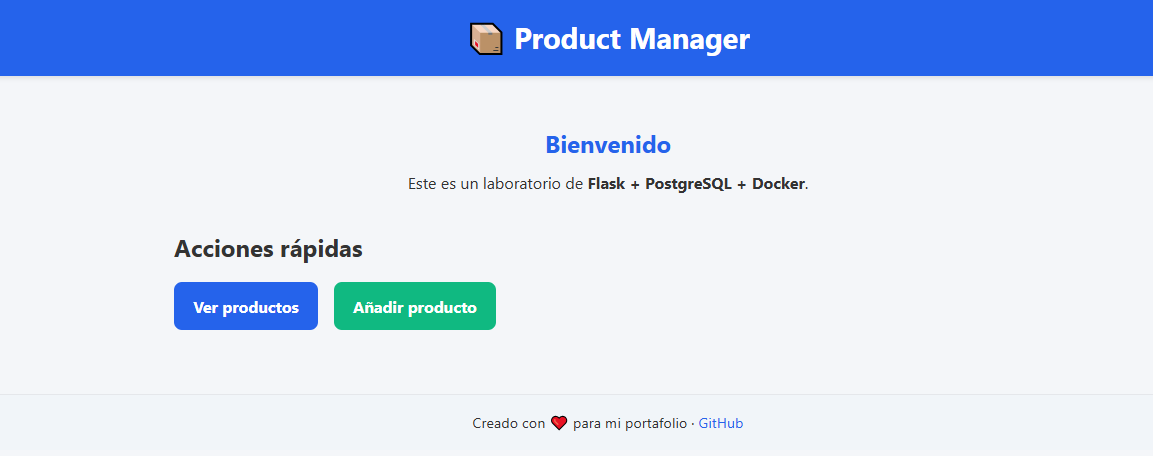 📦 Product Manager
Bienvenido
Este es un laboratorio de Flask + PostgreSQL + Docker.
Acciones rápidas
Ver productos
Añadir producto
Creado con ❤️ para mi portafolio · GitHub